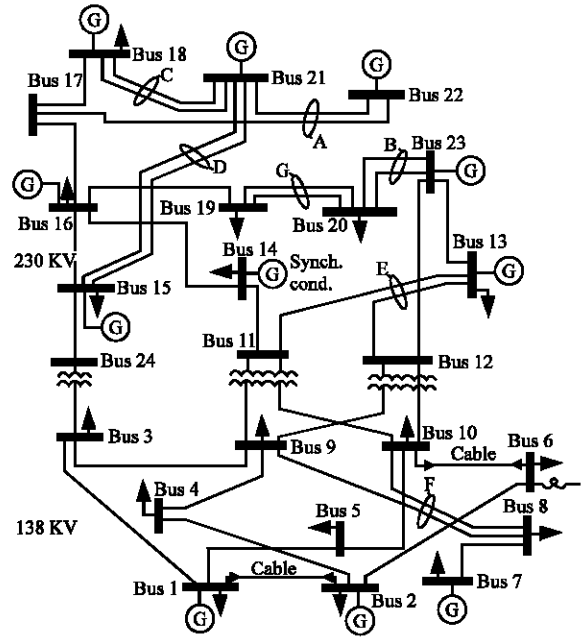 G
Bus 18
G
G
Bus 17
C
Bus 21
Bus 22
A
B
Bus 23
D
G
G
G
Bus 16
Bus 19
Bus 20
Bus 14
Bus 13
230 KV
G
Synch.
cond.
E
G
Bus 15
G
Bus 11
Bus 24
Bus 12
Bus 3
Bus 9
Bus 10
Bus 6
Cable
Bus 4
F
Bus 8
Bus 5
138 KV
Cable
Bus 1
Bus 2
Bus 7
G
G
G